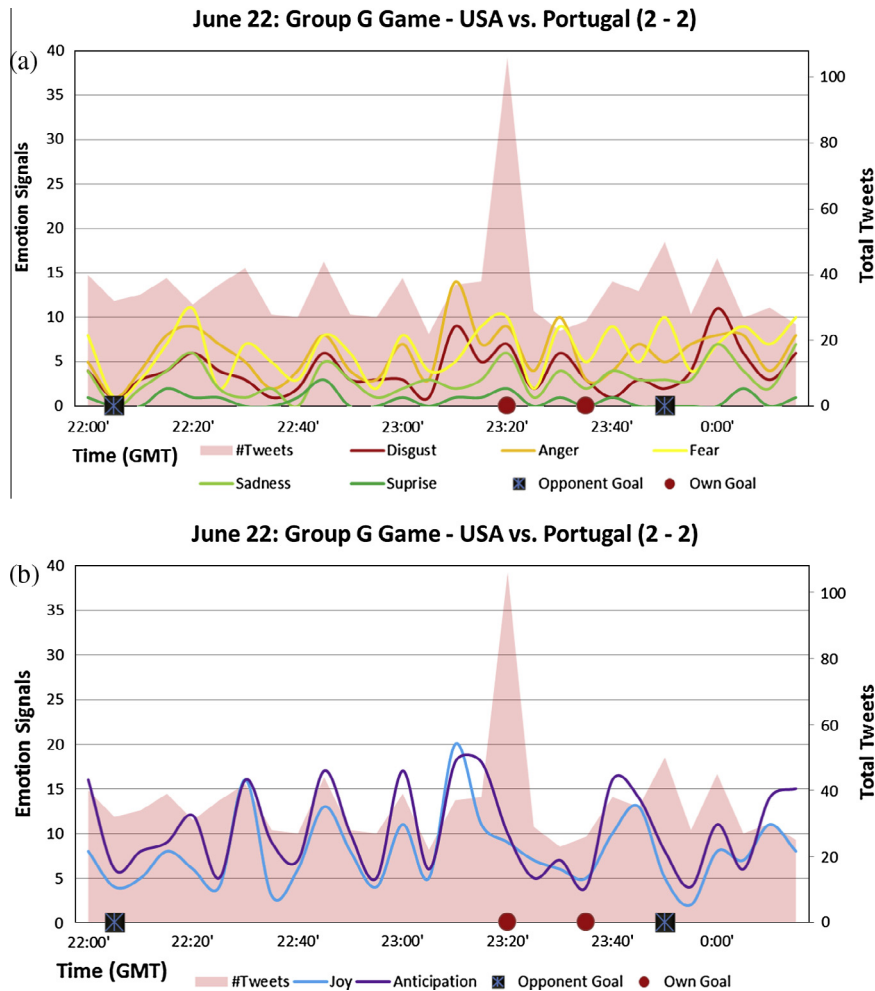 June 22: Group G Game - USA vs. Portugal (2 - 2)
(a)
40
35
30
25
20
15
10
5
0
Emotion Signals
100
80
60
40
20
0
Total Tweets
22:00' 22:20' 22:40' 23:00' 23:20' 23:40' 0:00'
Time (GMT)
#Tweets Disgust Anger Fear
Sadness Suprise Opponent Goal Own Goal
June 22: Group G Game - USA vs. Portugal (2 - 2)
(b)
40
35
30
25
20
15
10
5
0
Emotion Signals
100
80
60
40
20
0
Total Tweets
22:00' 22:20' 22:40' 23:00' 23:20' 23:40' 0:00'
Time (GMT)
#Tweets Joy Anticipation Opponent Goal Own Goal